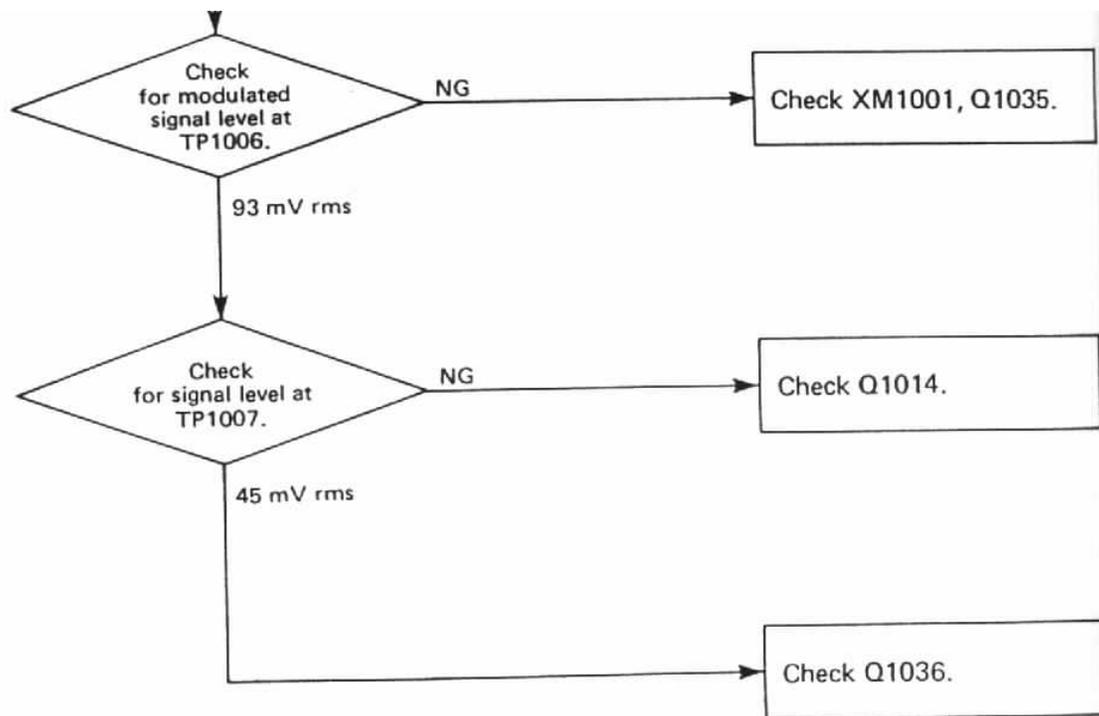 Check
for modulated
signal level at
TP1006.
NG
Check XM1001, Q1035.
93 mV rms
Check
for signal level at
TP1007.
NG
Check Q1014.
45 mV rms
Check Q1036.